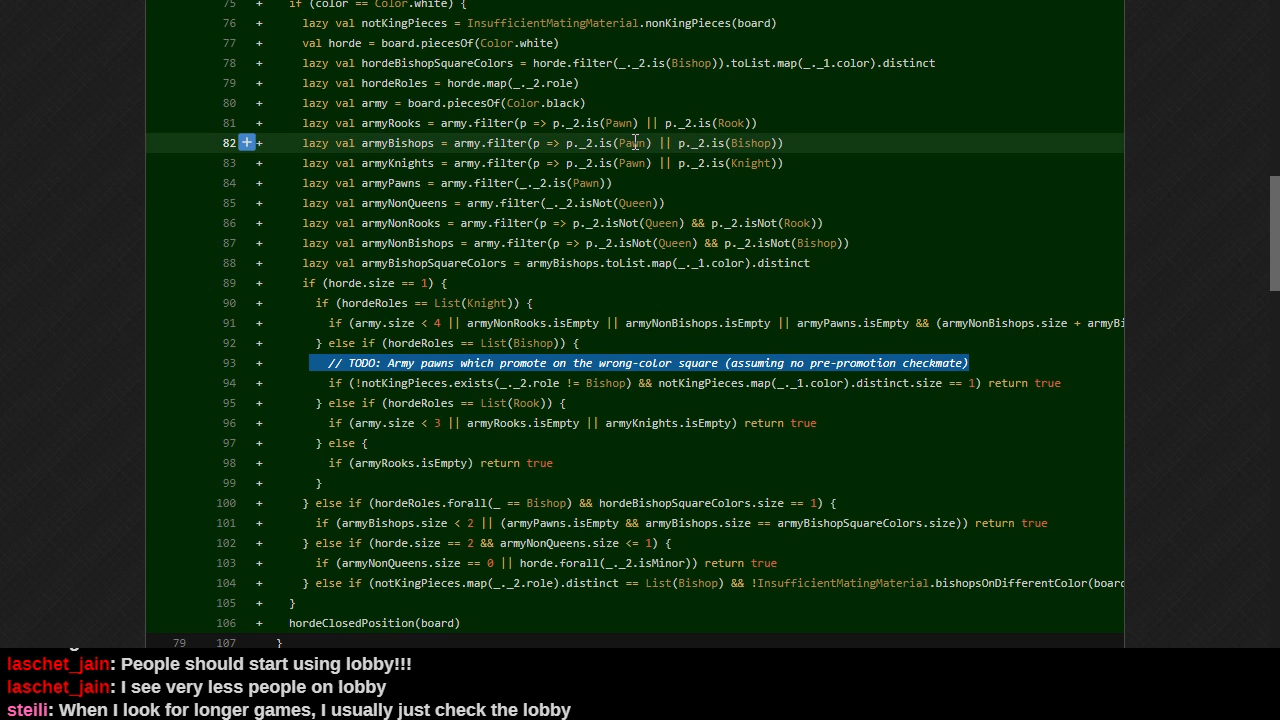 75 + if (color == Color.white) {
76 + lazy val notKingPieces = InsufficientMatingMaterial.nonKingPieces(board)
77 + val horde = board.piecesOf(Color.white)
78 + lazy val hordeBishopSquareColors = horde.filter(_._2.is(Bishop)).toList.map(_._1.color).distinct
79 + lazy val hordeRoles = horde.map(_._2.role)
80 + lazy val army = board.piecesOf(Color.black)
81 + lazy val armyRooks = army.filter(p => p._2.is(Pawn) || p._2.is(Rook))
82 + lazy val armyBishops = army.filter(p => p._2.is(Pawn) || p._2.is(Bishop))
83 + lazy val armyKnights = army.filter(p => p._2.is(Pawn) || p._2.is(Knight))
84 + lazy val armyPawns = army.filter(_._2.is(Pawn))
85 + lazy val armyNonQueens = army.filter(_._2.isNot(Queen))
86 + lazy val armyNonRooks = army.filter(p => p._2.isNot(Queen) && p._2.isNot(Rook))
87 + lazy val armyNonBishops = army.filter(p => p._2.isNot(Queen) && p._2.isNot(Bishop))
88 + lazy val armyBishopSquareColors = armyBishops.toList.map(_._1.color).distinct
89 + if (horde.size == 1) {
90 + if (hordeRoles == List(Knight)) {
91 + if (army.size < 4 || armyNonRooks.isEmpty || armyNonBishops.isEmpty || armyPawns.isEmpty && (armyNonBishops.size + armyBi
92 + } else if (hordeRoles == List(Bishop)) {
93 + // TODO: Army pawns which promote on the wrong-color square (assuming no pre-promotion checkmate)
94 + if (!notKingPieces.exists(_._2.role != Bishop) && notKingPieces.map(_._1.color).distinct.size == 1) return true
95 + } else if (hordeRoles == List(Rook)) {
96 + if (army.size < 3 || armyRooks.isEmpty || armyKnights.isEmpty) return true
97 + } else {
98 + if (armyRooks.isEmpty) return true
99 + }
100 + } else if (hordeRoles.forall(_ == Bishop) && hordeBishopSquareColors.size == 1) {
101 + if (armyBishops.size < 2 || (armyPawns.isEmpty && armyBishops.size == armyBishopSquareColors.size)) return true
102 + } else if (horde.size == 2 && armyNonQueens.size <= 1) {
103 + if (armyNonQueens.size == 0 || horde.forall(_._2.isMinor)) return true
104 + } else if (notKingPieces.map(_._2.role).distinct == List(Bishop) && !InsufficientMatingMaterial.bishopsOnDifferentColor(board
105 + }
106 + hordeClosedPosition(board)
79 107 }
laschet_jain: People should start using lobby!!!
laschet_jain: I see very less people on lobby
steili: When I look for longer games, I usually just check the lobby